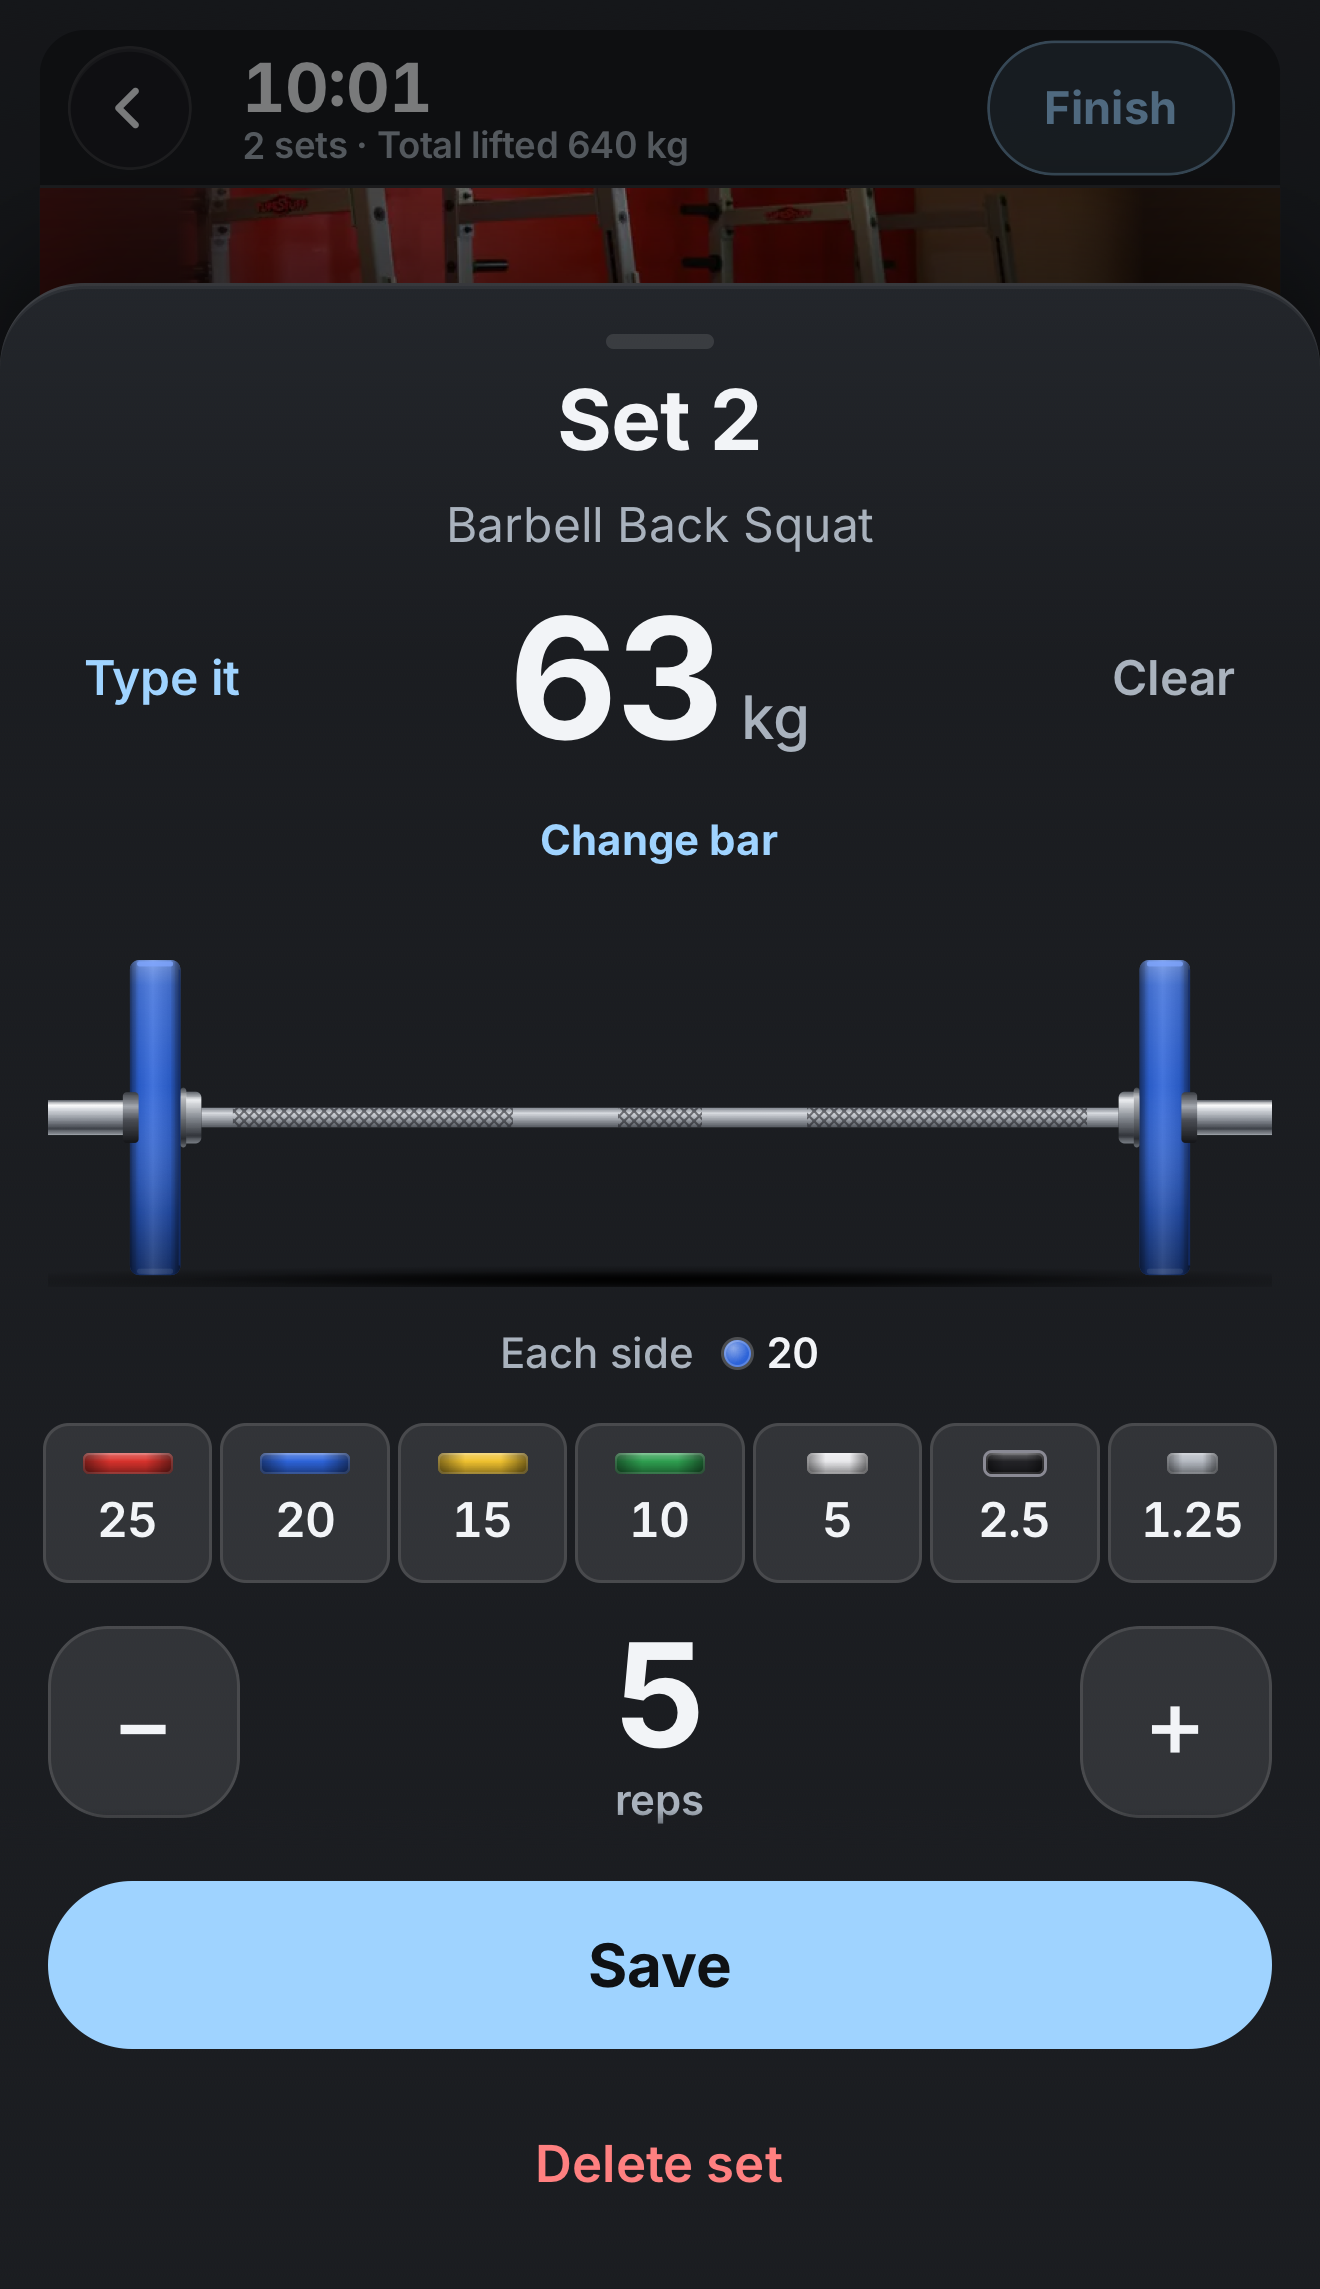 10:01
2 sets · Total lifted 640 kg
Finish
Set 2
Barbell Back Squat
Type it
63 kg
Clear
Change bar
Each side 20
25 20 15 10 5 2.5 1.25
− 5 +
reps
Save
Delete set